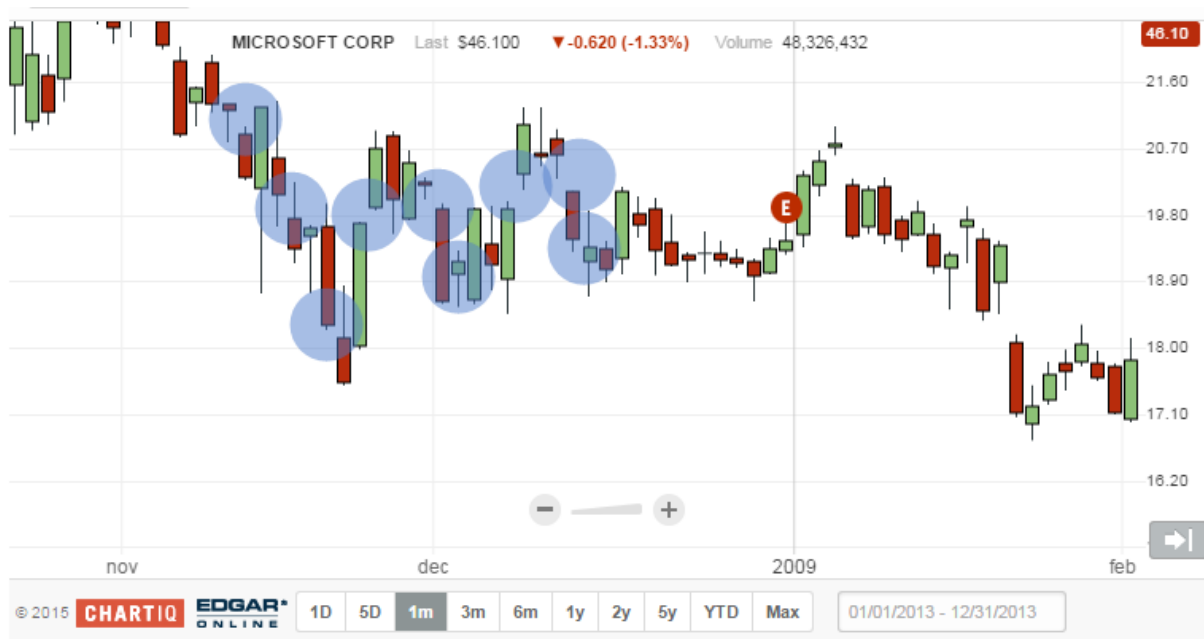 MICROSOFT CORP Last $46.100 ▼-0.620 (-1.33%) Volume 48,326,432
46.10
21.60
20.70
19.80
E
18.90
18.00
17.10
16.20
nov dec 2009 feb
© 2015 CHARTIQ EDGAR* ONLINE 1D 5D 1m 3m 6m 1y 2y 5y YTD Max 01/01/2013 - 12/31/2013